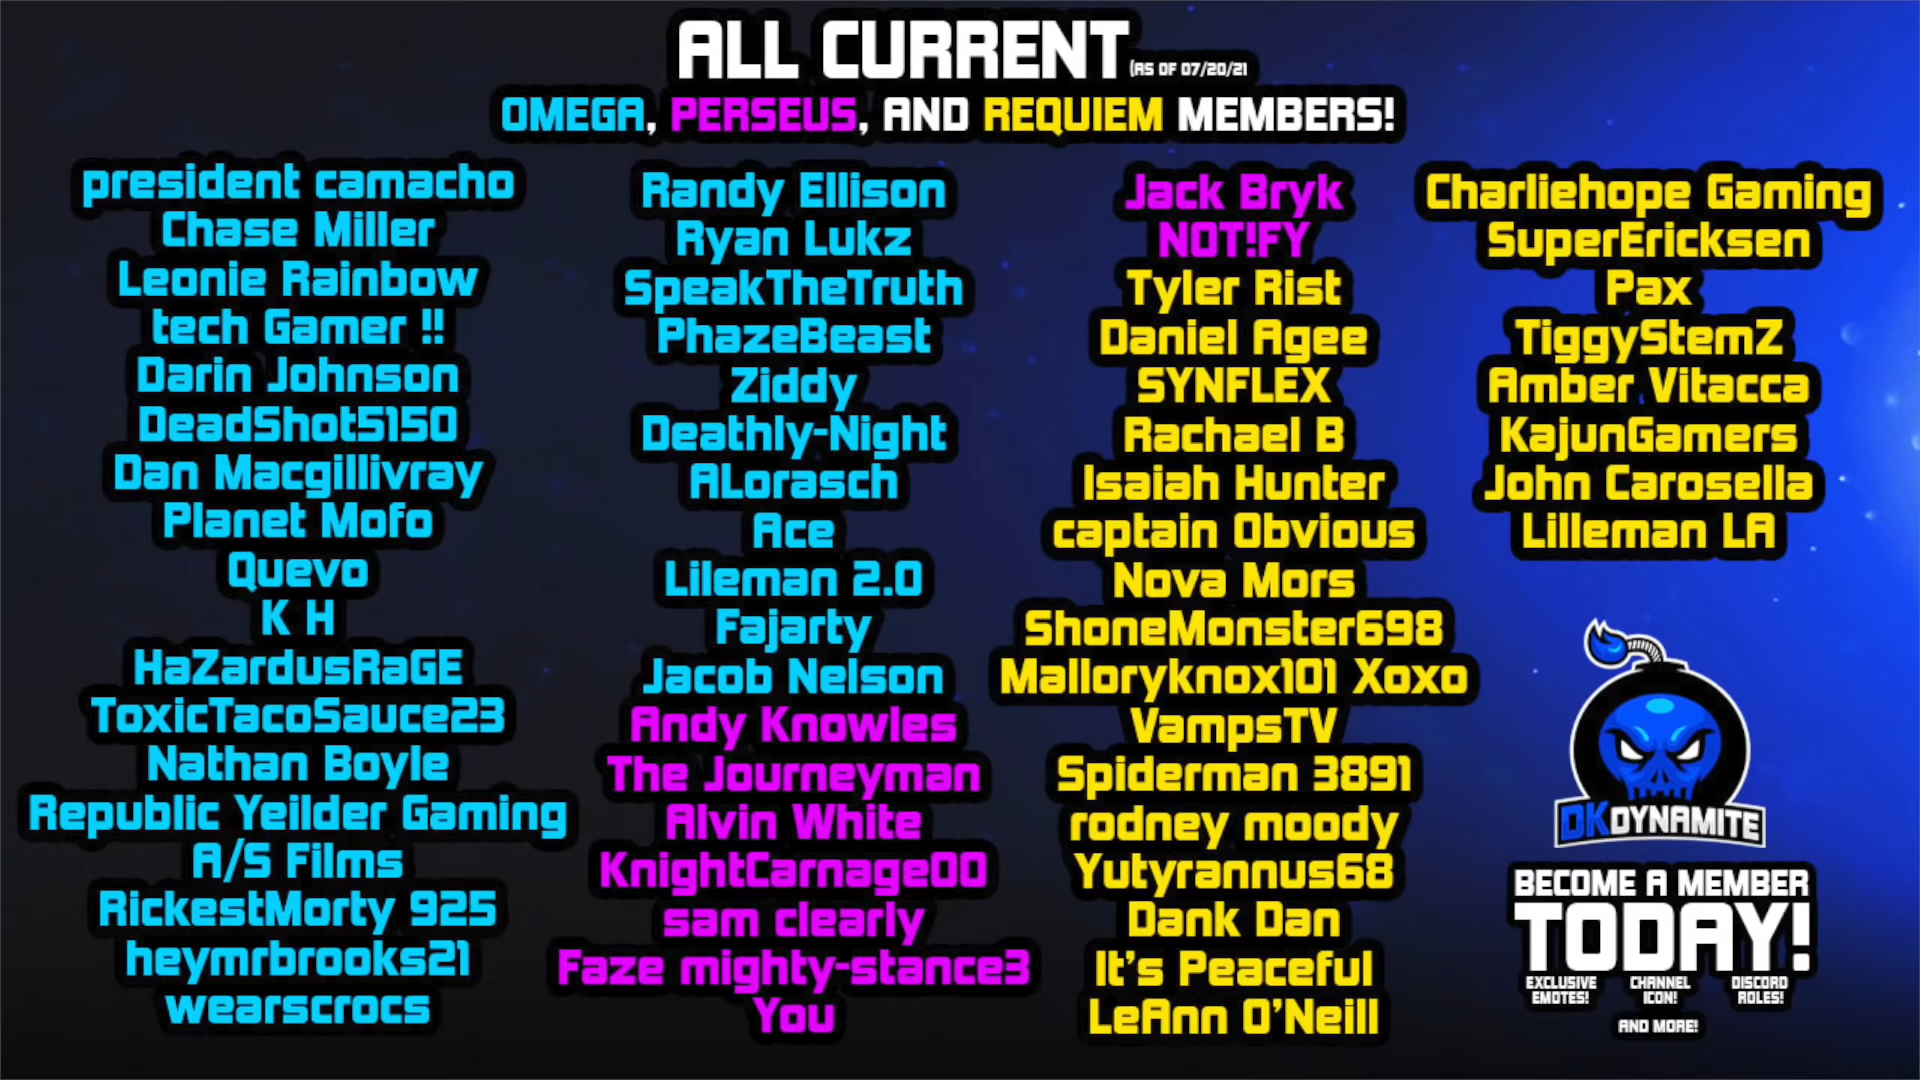 ALL CURRENT (AS OF 07/20/21
OMEGA, PERSEUS, AND REQUIEM MEMBERS!
president camacho
Chase Miller
Leonie Rainbow
tech Gamer !!
Darin Johnson
DeadShot5150
Dan Macgillivray
Planet Mofo
Quevo
K H
HaZardusRaGE
ToxicTacoSauce23
Nathan Boyle
Republic Yeilder Gaming
A/S Films
RickestMorty 925
heymrbrooks21
wearscrocs
Randy Ellison
Ryan Lukz
SpeakTheTruth
PhazeBeast
Ziddy
Deathly-Night
ALorasch
Ace
Lileman 2.0
Fajarty
Jacob Nelson
Andy Knowles
The Journeyman
Alvin White
KnightCarnage00
sam clearly
Faze mighty-stance3
You
Jack Bryk
NOT!FY
Tyler Rist
Daniel Agee
SYNFLEX
Rachael B
Isaiah Hunter
captain Obvious
Nova Mors
ShoneMonster698
Malloryknox101 Xoxo
VampsTV
Spiderman 3891
rodney moody
Yutyrannus68
Dank Dan
It's Peaceful
LeAnn O'Neill
Charliehope Gaming
SuperEricksen
Pax
TiggyStemZ
Amber Vitacca
KajunGamers
John Carosella
Lilleman LA
DKDYNAMITE
BECOME A MEMBER
TODAY!
EXCLUSIVE EMOTES!
CHANNEL ICON!
DISCORD ROLES!
AND MORE!